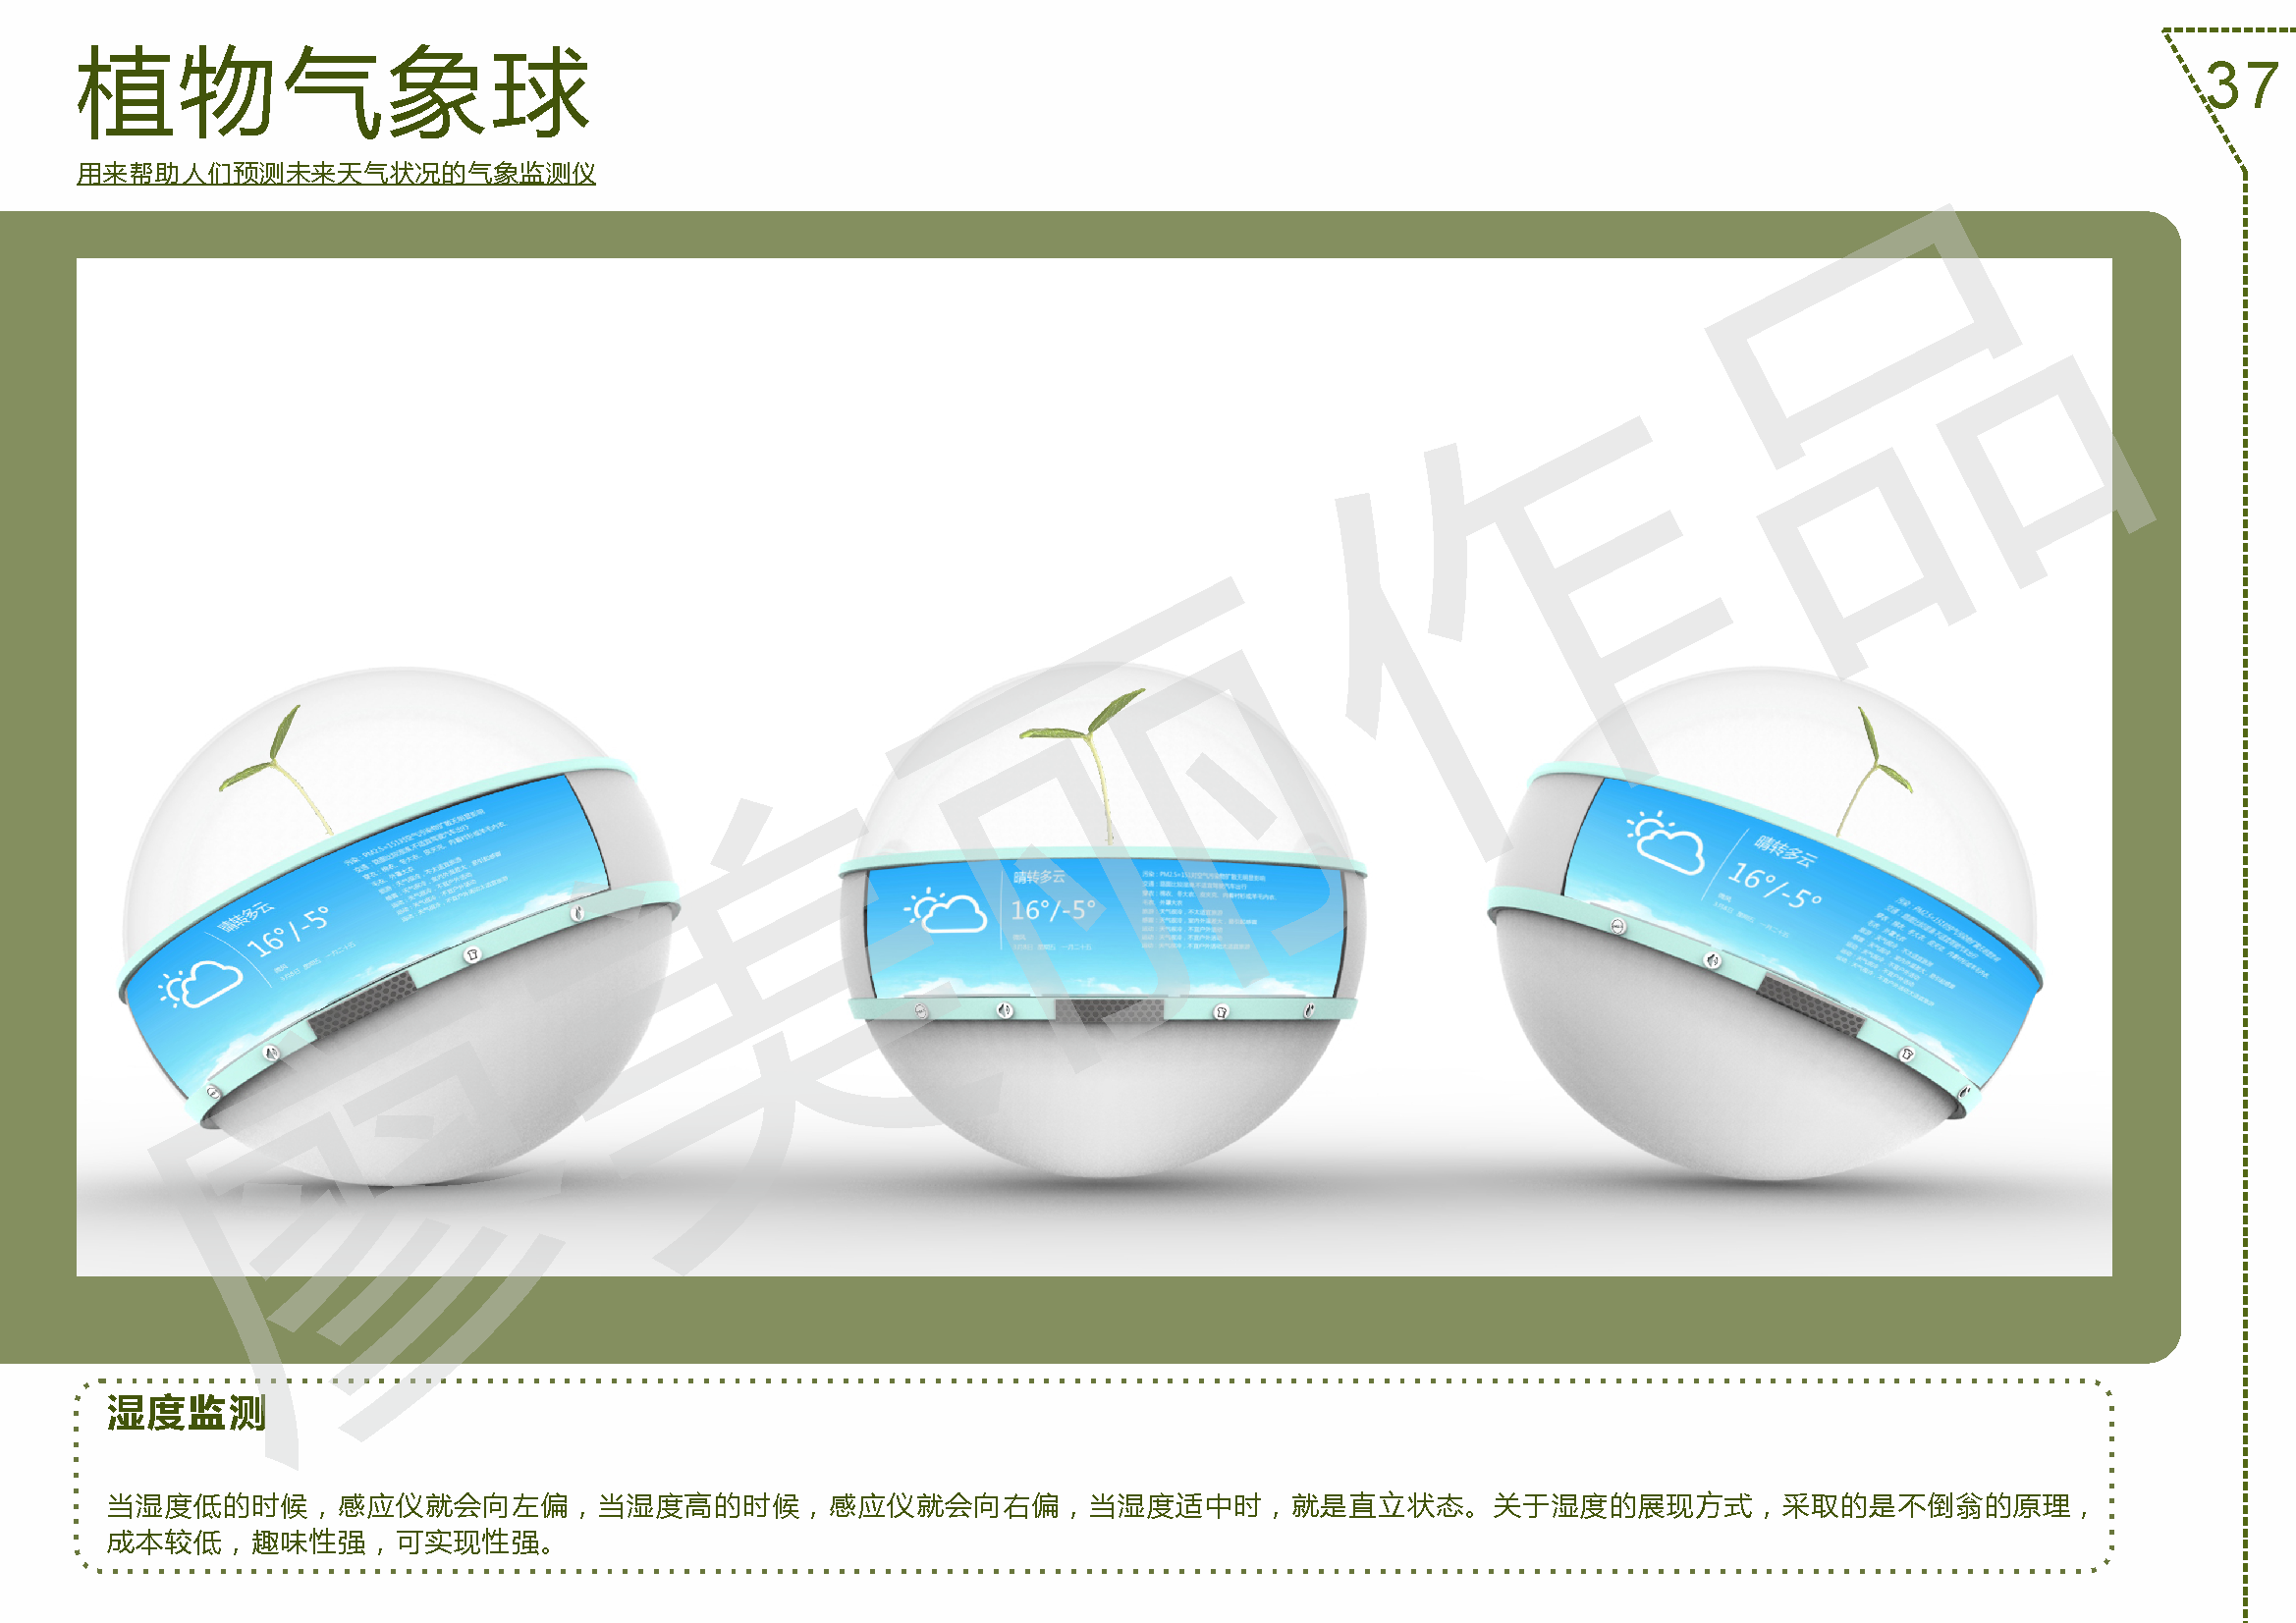 植物气象球
37
用来帮助人们预测未来天气状况的气象监测仪
廖美丽作品
晴转多云
16°/-5°
晴转多云
16°/-5°
晴转多云
16°/-5°
湿度监测
当湿度低的时候，感应仪就会向左偏，当湿度高的时候，感应仪就会向右偏，当湿度适中时，就是直立状态。关于湿度的展现方式，采取的是不倒翁的原理，
成本较低，趣味性强，可实现性强。